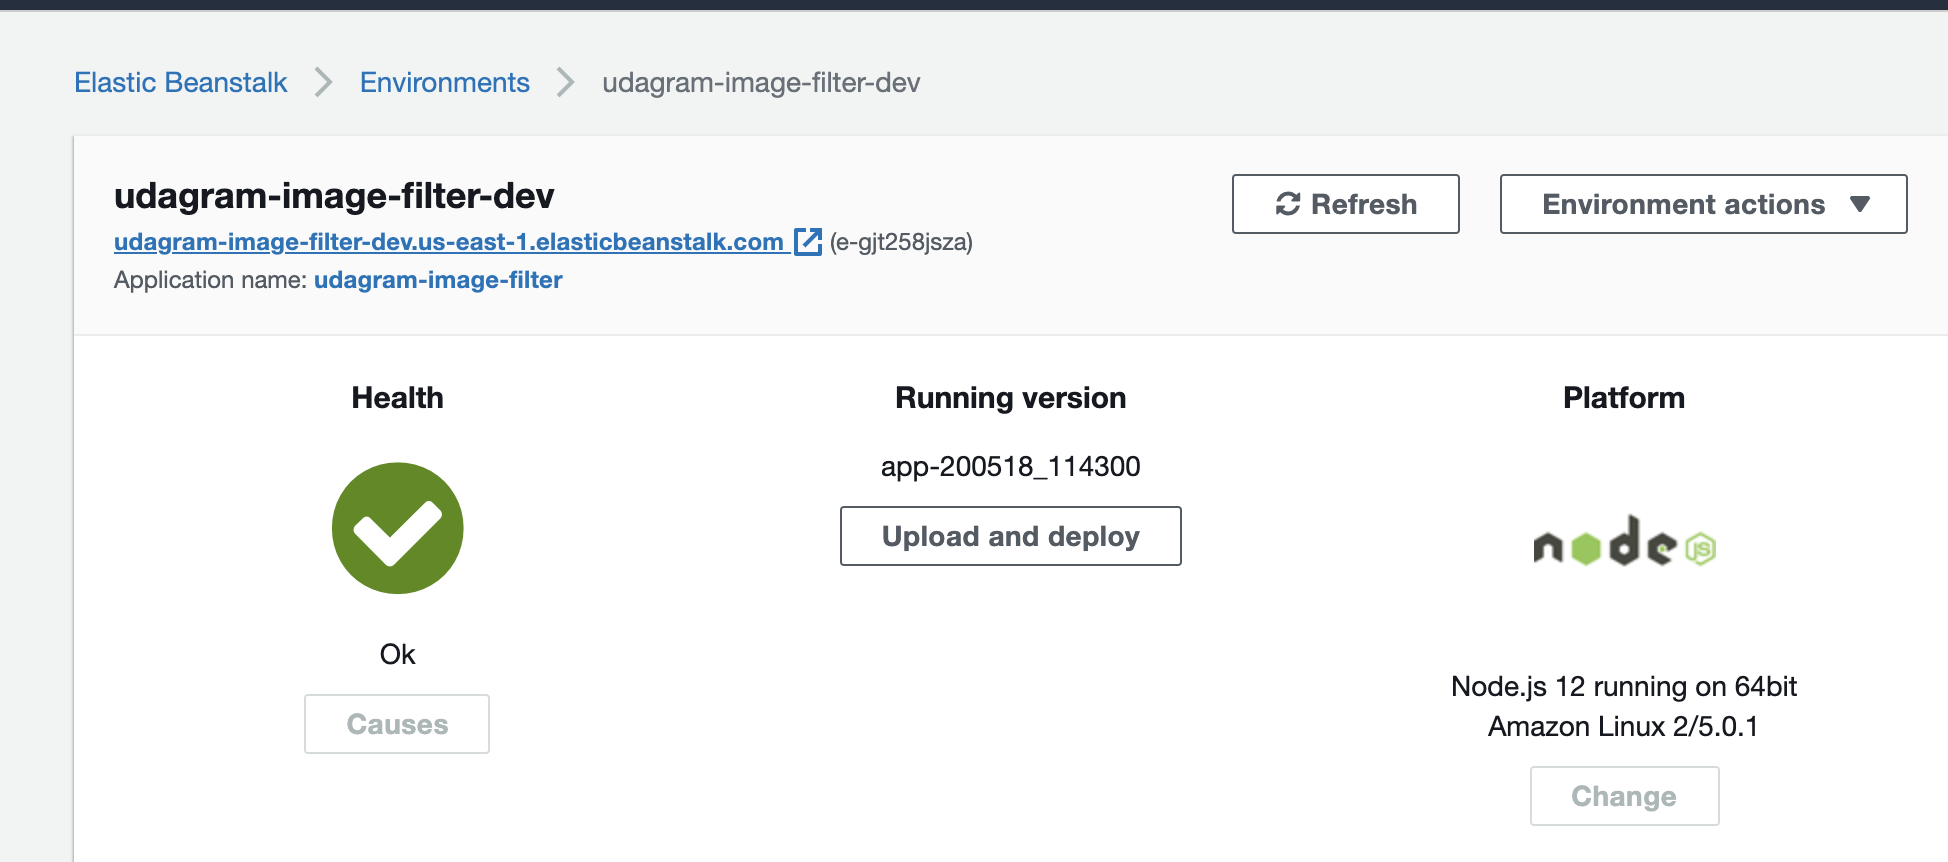 Elastic Beanstalk > Environments > udagram-image-filter-dev
udagram-image-filter-dev
Refresh
Environment actions ▼
udagram-image-filter-dev.us-east-1.elasticbeanstalk.com (e-gjt258jsza)
Application name: udagram-image-filter
Health
Running version
Platform
app-200518_114300
Upload and deploy
node JS
Ok
Causes
Node.js 12 running on 64bit
Amazon Linux 2/5.0.1
Change